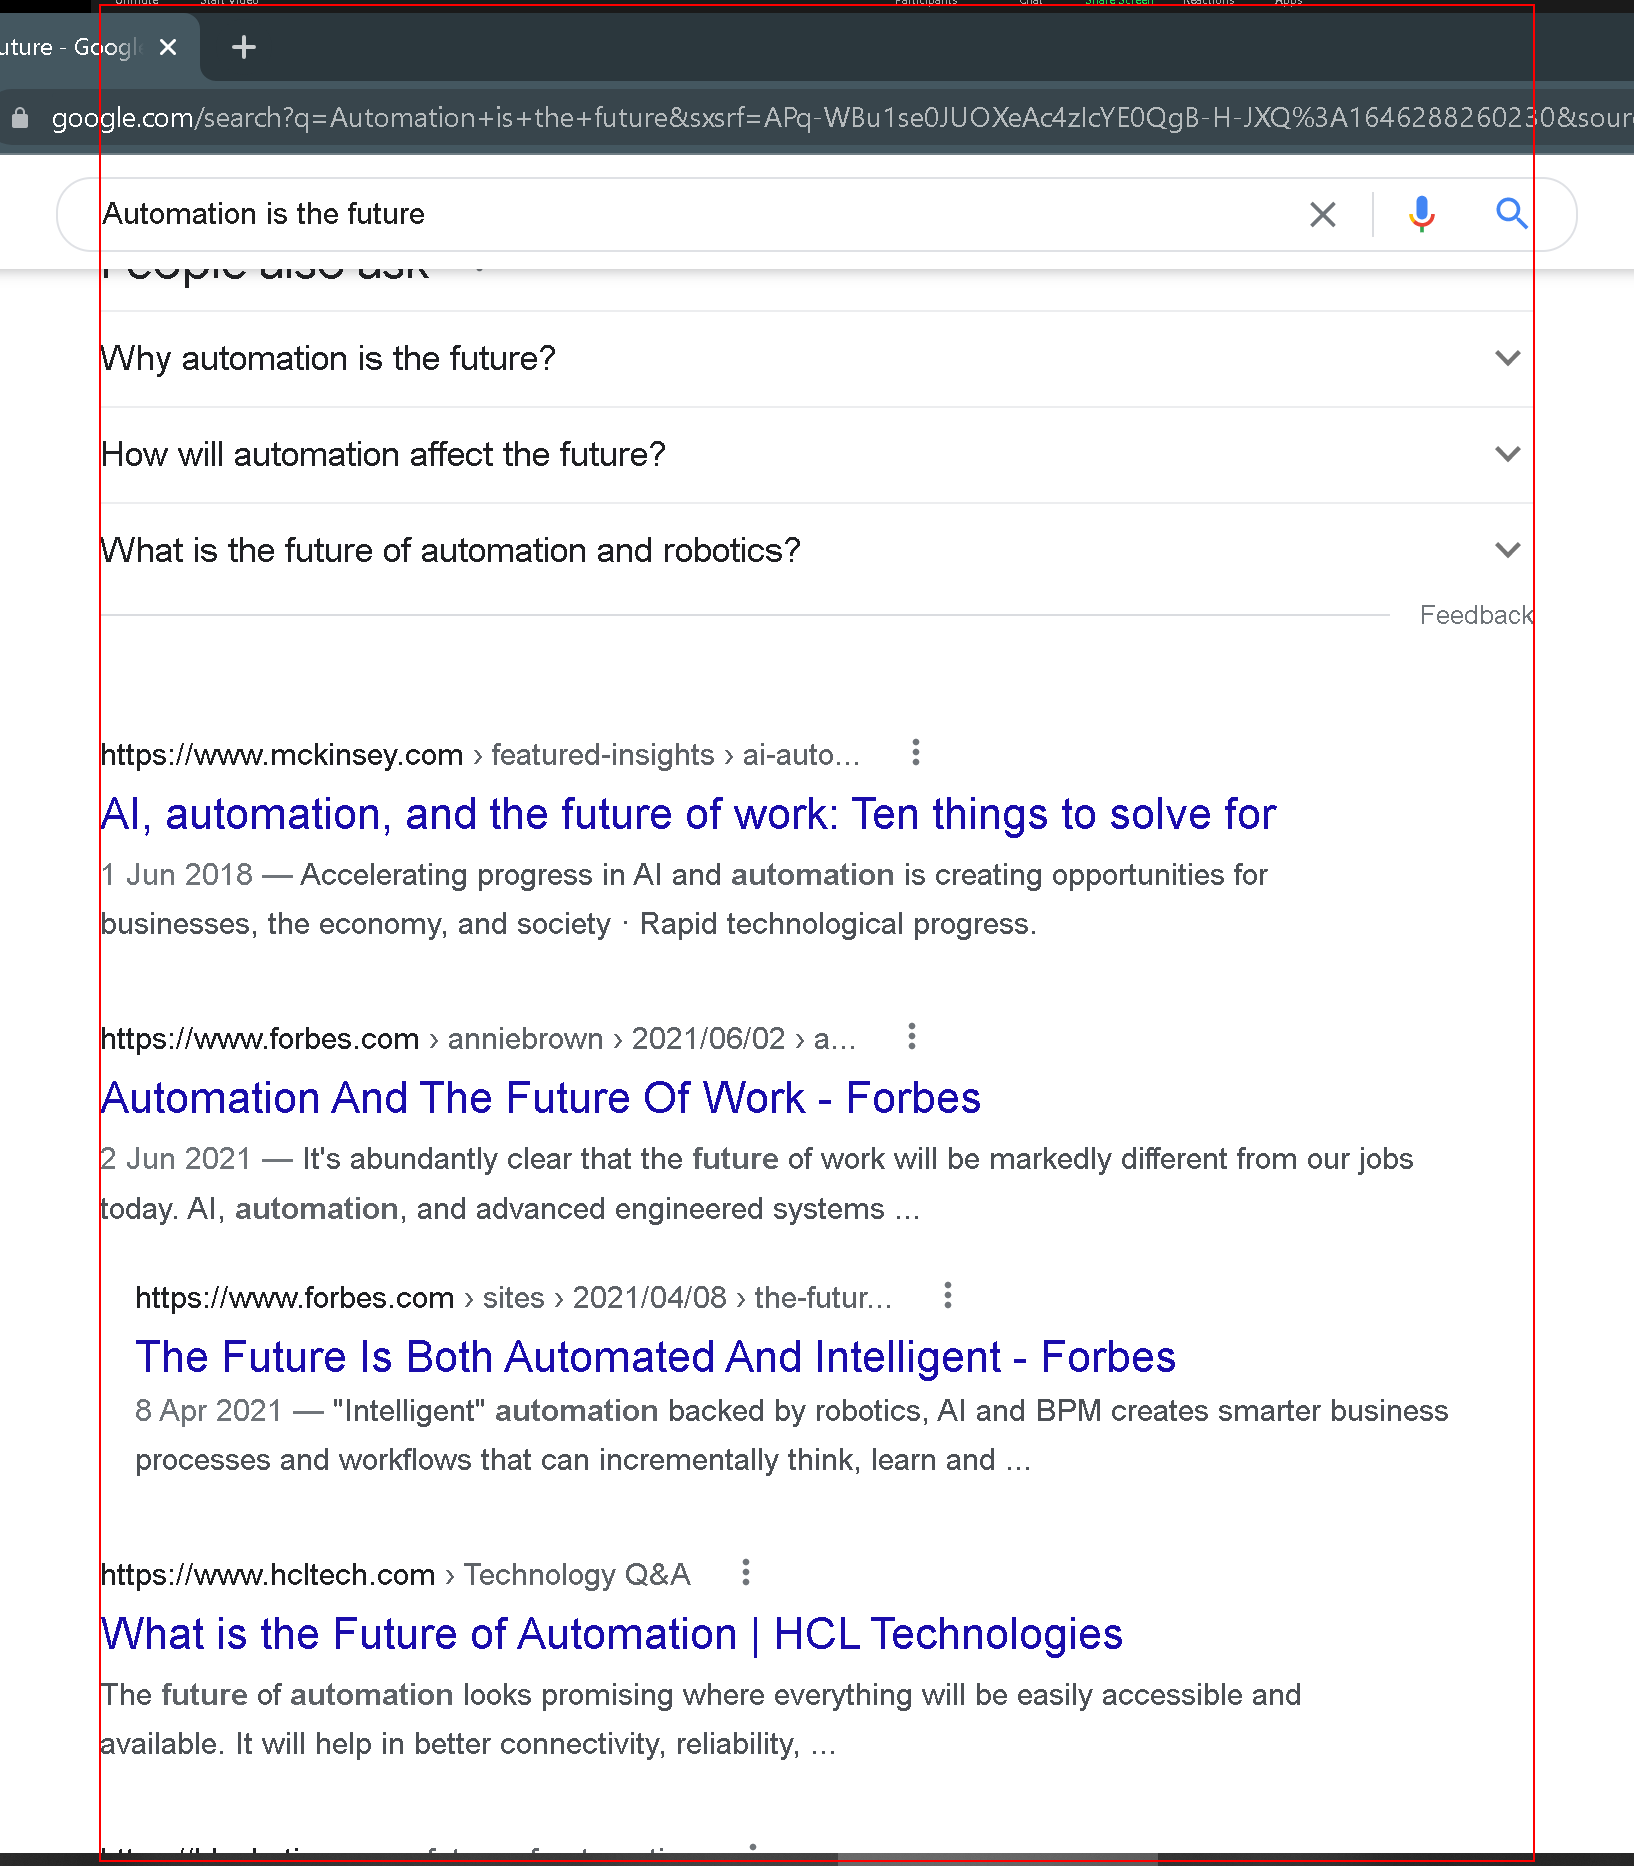 Unmute Start Video Participants Chat Share Screen Reactions Apps
uture - Google
google.com/search?q=Automation+is+the+future&sxsrf=APq-WBu1se0JUOXeAc4zIcYE0QgB-H-JXQ%3A1646288260230&sour
Automation is the future
People also ask
Why automation is the future?
How will automation affect the future?
What is the future of automation and robotics?
Feedback
https://www.mckinsey.com › featured-insights › ai-auto...
AI, automation, and the future of work: Ten things to solve for
1 Jun 2018 — Accelerating progress in AI and automation is creating opportunities for
businesses, the economy, and society · Rapid technological progress.
https://www.forbes.com › anniebrown › 2021/06/02 › a...
Automation And The Future Of Work - Forbes
2 Jun 2021 — It's abundantly clear that the future of work will be markedly different from our jobs
today. AI, automation, and advanced engineered systems ...
https://www.forbes.com › sites › 2021/04/08 › the-futur...
The Future Is Both Automated And Intelligent - Forbes
8 Apr 2021 — "Intelligent" automation backed by robotics, AI and BPM creates smarter business
processes and workflows that can incrementally think, learn and ...
https://www.hcltech.com › Technology Q&A
What is the Future of Automation | HCL Technologies
The future of automation looks promising where everything will be easily accessible and
available. It will help in better connectivity, reliability, ...